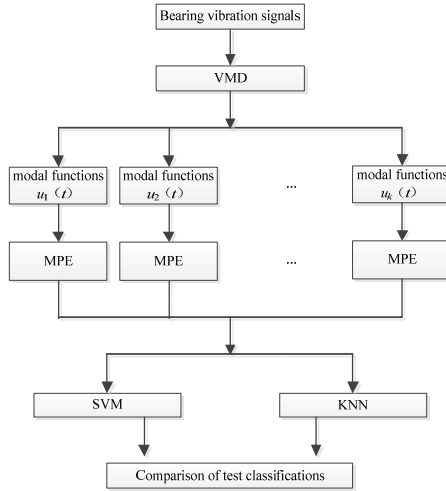 Bearing vibration signals
VMD
modal functions
u₁（t）
modal functions
u₂（t）
...
modal functions
uₖ（t）
MPE
MPE
...
MPE
SVM
KNN
Comparison of test classifications